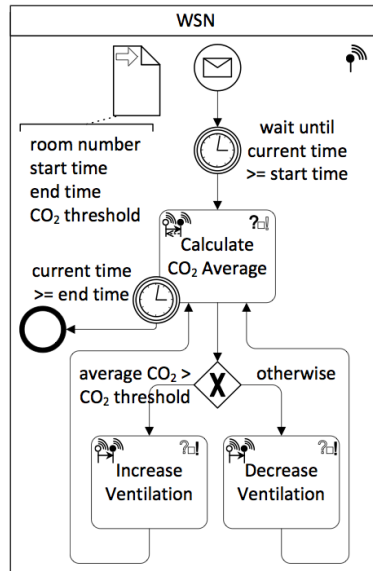 WSN
room number
start time
end time
CO₂ threshold
wait until
current time
>= start time
Calculate
CO₂ Average
current time
>= end time
average CO₂ >
CO₂ threshold
X
otherwise
Increase
Ventilation
Decrease
Ventilation